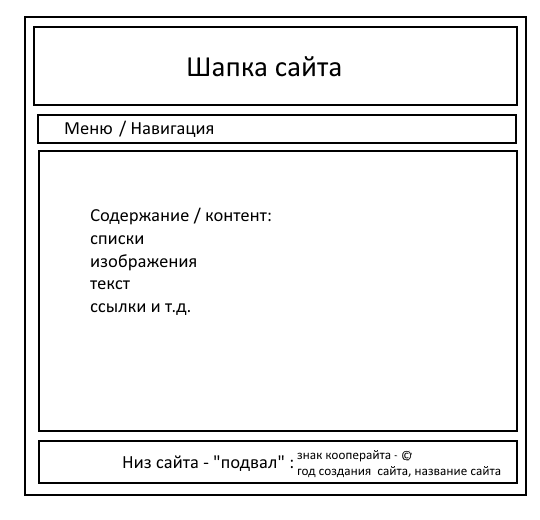 Шапка сайта
Меню / Навигация
Содержание / контент:
списки
изображения
текст
ссылки и т.д.
Низ сайта - "подвал" :
знак кооперайта - ©
год создания сайта, название сайта